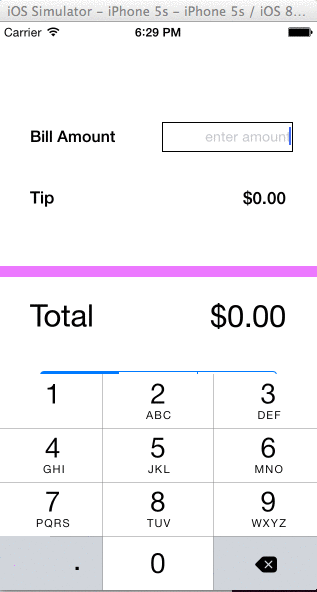 iOS Simulator - iPhone 5s - iPhone 5s / iOS 8...
Carrier 6:29 PM
Bill Amount enter amount
Tip $0.00
Total $0.00
1 2 3
ABC DEF
4 5 6
GHI JKL MNO
7 8 9
PQRS TUV WXYZ
. 0